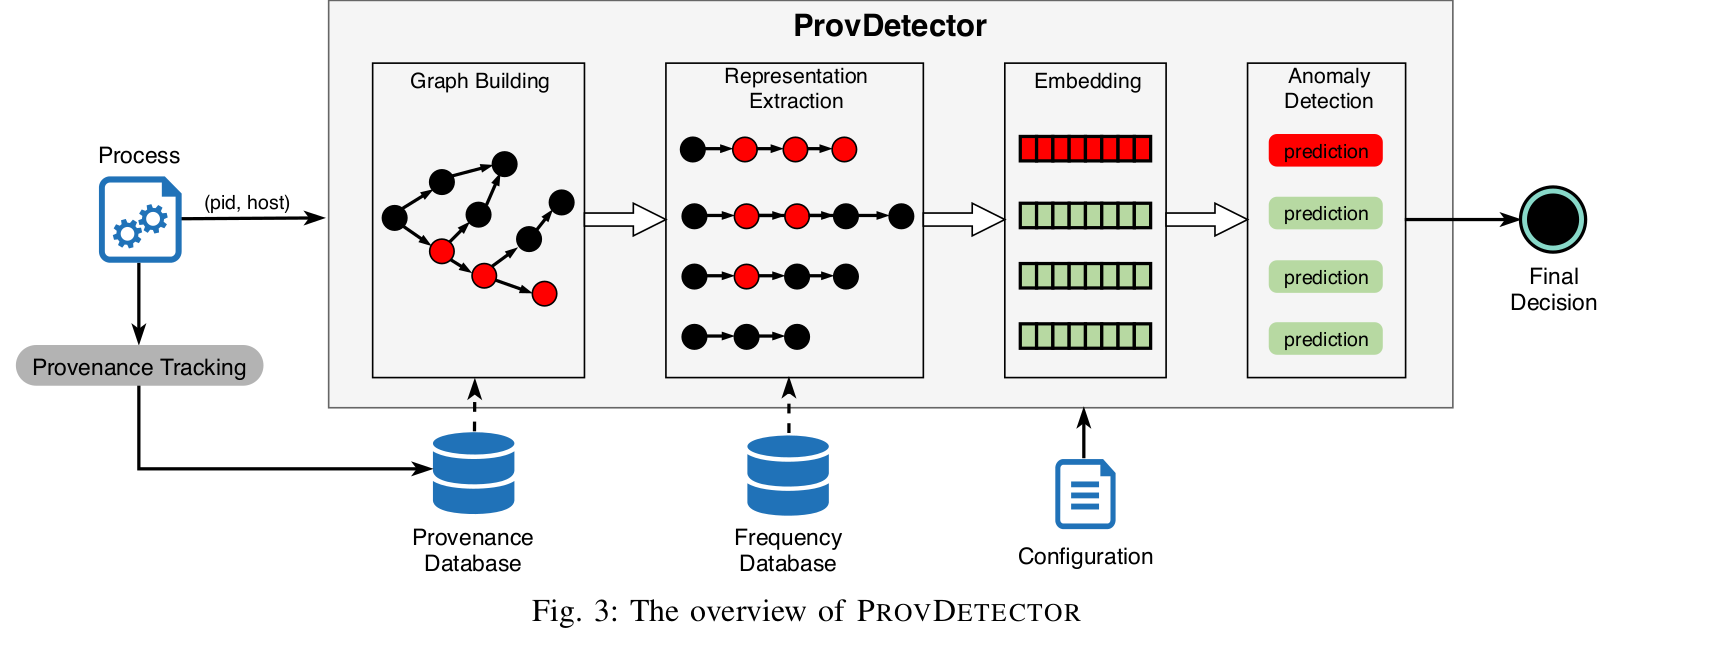 ProvDetector
Graph Building
Representation
Extraction
Embedding
Anomaly
Detection
Process
(pid, host)
prediction
prediction
prediction
prediction
Final
Decision
Provenance Tracking
Provenance
Database
Frequency
Database
Configuration
Fig. 3: The overview of PROVDETECTOR